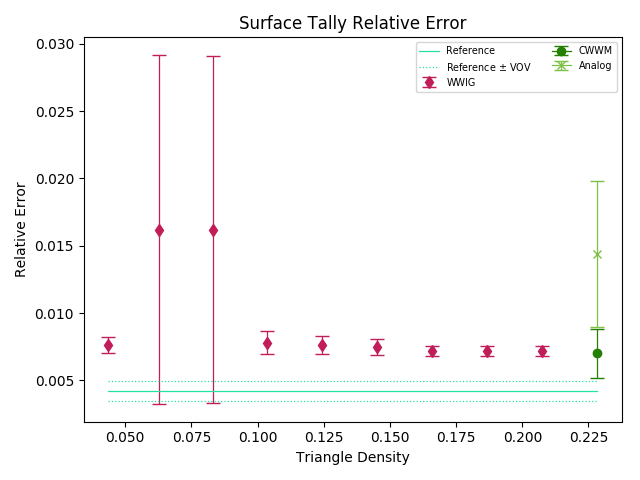 Surface Tally Relative Error
Reference
Reference ± VOV
WWIG
CWWM
Analog
Relative Error
0.030
0.025
0.020
0.015
0.010
0.005
0.050
0.075
0.100
0.125
0.150
0.175
0.200
0.225
Triangle Density